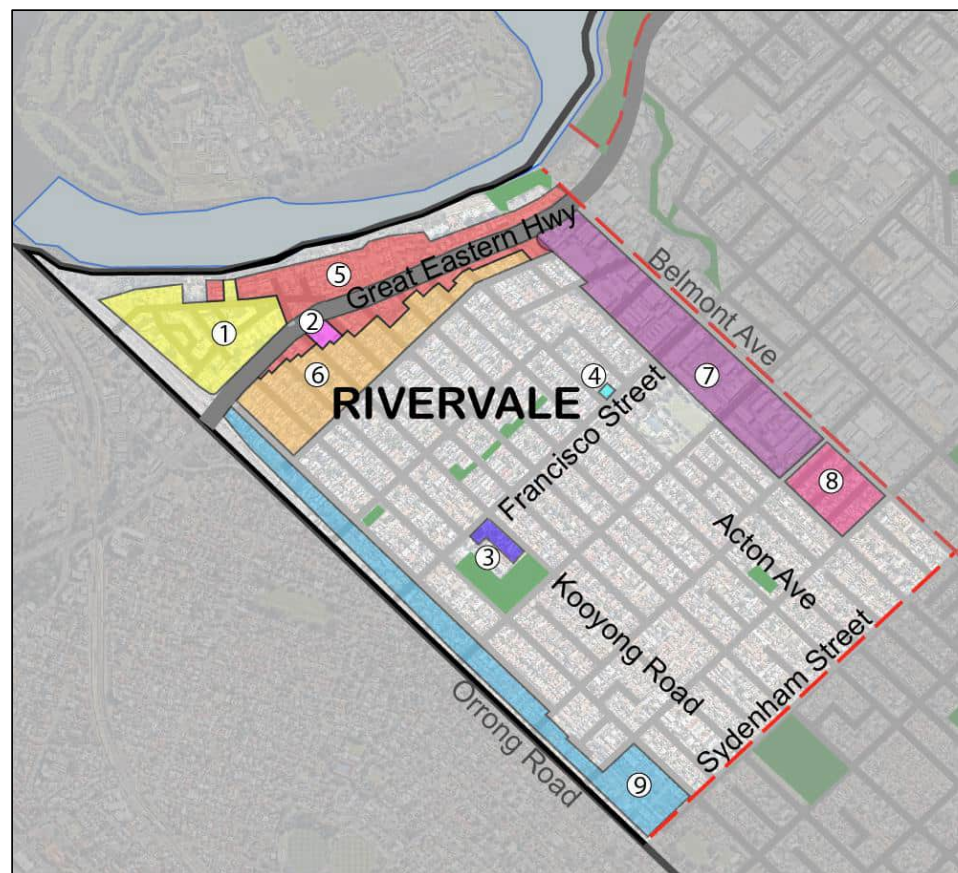 Great Eastern Hwy
5
2
1
6
RIVERVALE
4
Belmont Ave
7
Francisco Street
8
3
Acton Ave
Kooyong Road
Sydenham Street
Orrong Road
9